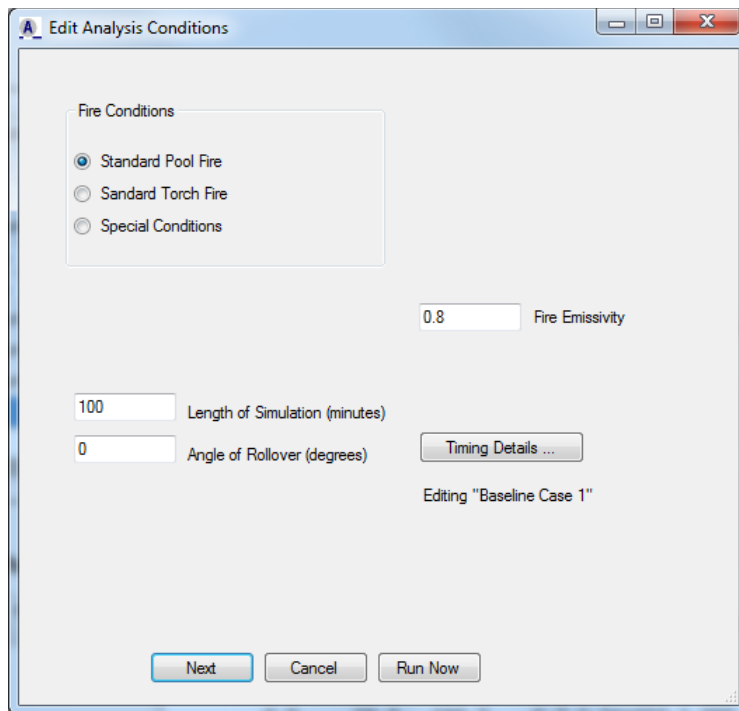 A Edit Analysis Conditions
Fire Conditions
Standard Pool Fire
Sandard Torch Fire
Special Conditions
0.8 Fire Emissivity
100 Length of Simulation (minutes)
0 Angle of Rollover (degrees)
Timing Details ...
Editing "Baseline Case 1"
Next Cancel Run Now